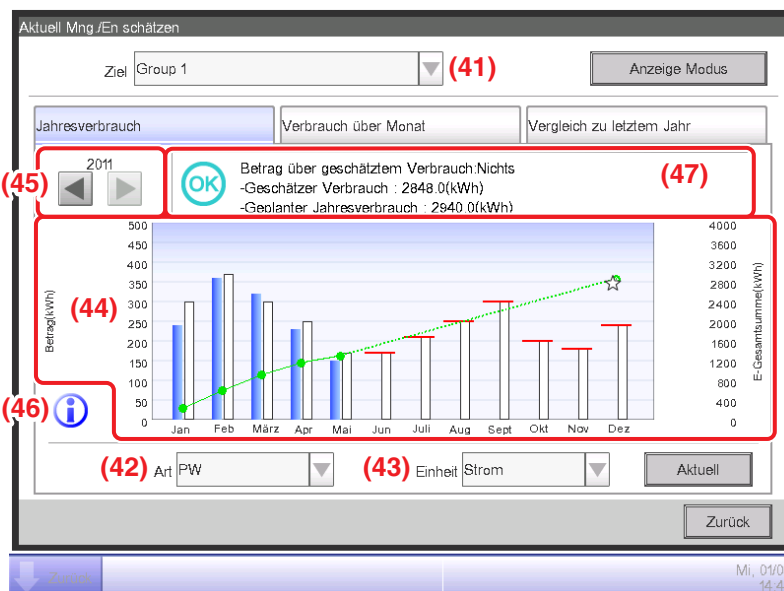 Aktuell Mng./En schätzen
Ziel Group 1 (41) Anzeige Modus
Jahresverbrauch Verbrauch über Monat Vergleich zu letztem Jahr
(45) 2011
OK
Betrag über geschätztem Verbrauch:Nichts
-Geschätzer Verbrauch : 2848.0(kWh)
-Geplanter Jahresverbrauch : 2940.0(kWh)
(47)
(44)
Betrag(kWh)
500
450
400
350
300
250
200
150
100
50
0
4000
3600
3200
2800
2400
2000
1600
1200
800
400
0
E-Gesamtsumme(kWh)
Jan Feb März Apr Mai Jun Juli Aug Sept Okt Nov Dez
(46) i
(42) Art PW (43) Einheit Strom Aktuell
Zurück
Zurück
Mi, 01/0
14:4